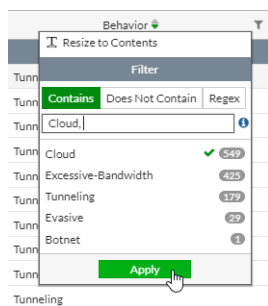 Behavior
Resize to Contents
Filter
Tunn
Contains Does Not Contain Regex
Tunn
Cloud,
Tunn
Tunn
Cloud 549
Tunn
Excessive-Bandwidth 425
Tunn
Tunneling 179
Tunn
Evasive 29
Tunn
Botnet 1
Tunn
Apply
Tunneling